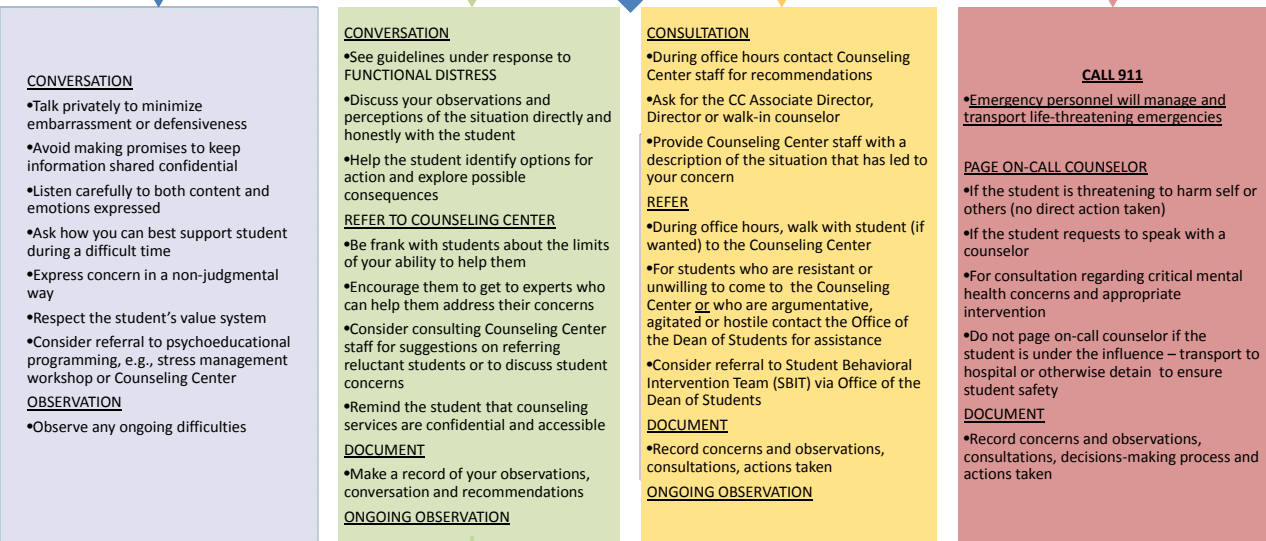 CONVERSATION
•Talk privately to minimize
embarrassment or defensiveness
•Avoid making promises to keep
information shared confidential
•Listen carefully to both content and
emotions expressed
•Ask how you can best support student
during a difficult time
•Express concern in a non-judgmental
way
•Respect the student's value system
•Consider referral to psychoeducational
programming, e.g., stress management
workshop or Counseling Center
OBSERVATION
•Observe any ongoing difficulties
CONVERSATION
•See guidelines under response to
FUNCTIONAL DISTRESS
•Discuss your observations and
perceptions of the situation directly and
honestly with the student
•Help the student identify options for
action and explore possible
consequences
REFER TO COUNSELING CENTER
•Be frank with students about the limits
of your ability to help them
•Encourage them to get to experts who
can help them address their concerns
•Consider consulting Counseling Center
staff for suggestions on referring
reluctant students or to discuss student
concerns
•Remind the student that counseling
services are confidential and accessible
DOCUMENT
•Make a record of your observations,
conversation and recommendations
ONGOING OBSERVATION
CONSULTATION
•During office hours contact Counseling
Center staff for recommendations
•Ask for the CC Associate Director,
Director or walk-in counselor
•Provide Counseling Center staff with a
description of the situation that has led to
your concern
REFER
•During office hours, walk with student (if
wanted) to the Counseling Center
•For students who are resistant or
unwilling to come to the Counseling
Center or who are argumentative,
agitated or hostile contact the Office of
the Dean of Students for assistance
•Consider referral to Student Behavioral
Intervention Team (SBIT) via Office of the
Dean of Students
DOCUMENT
•Record concerns and observations,
consultations, actions taken
ONGOING OBSERVATION
CALL 911
•Emergency personnel will manage and
transport life-threatening emergencies
PAGE ON-CALL COUNSELOR
•If the student is threatening to harm self or
others (no direct action taken)
•If the student requests to speak with a
counselor
•For consultation regarding critical mental
health concerns and appropriate
intervention
•Do not page on-call counselor if the
student is under the influence – transport to
hospital or otherwise detain to ensure
student safety
DOCUMENT
•Record concerns and observations,
consultations, decisions-making process and
actions taken